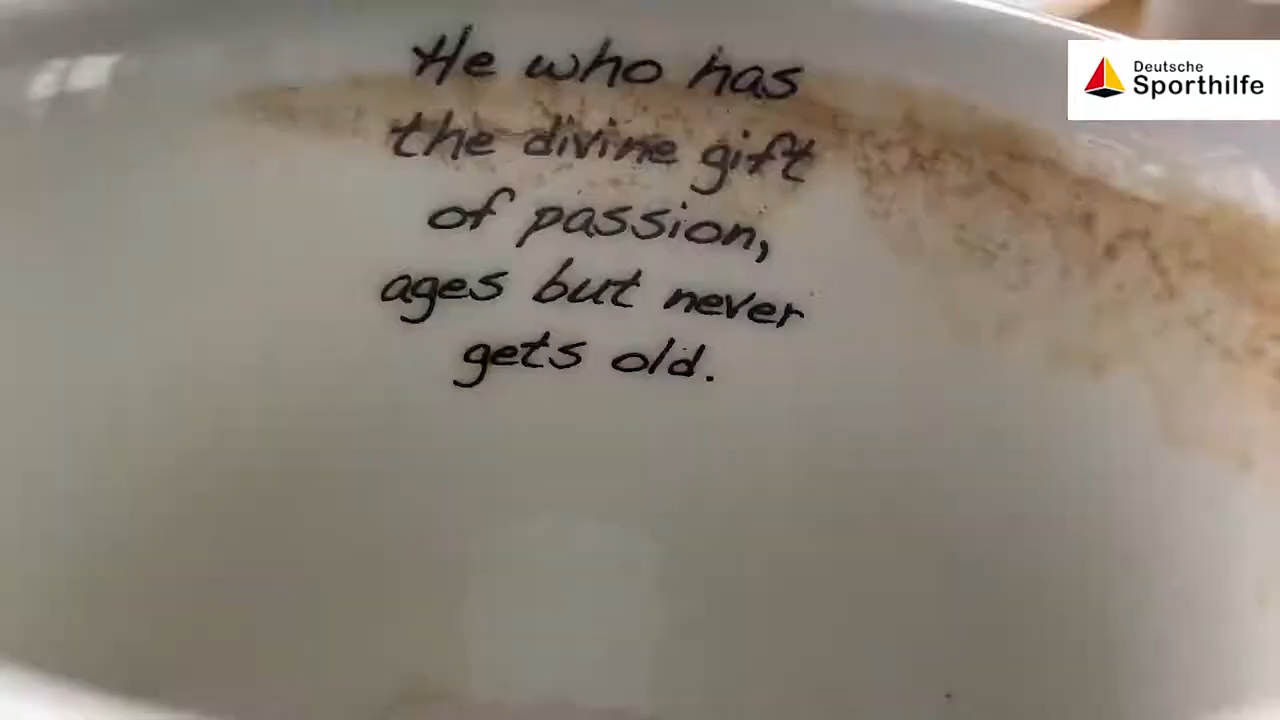 He who has
the divine gift
of passion,
ages but never
gets old.
Deutsche
Sporthilfe